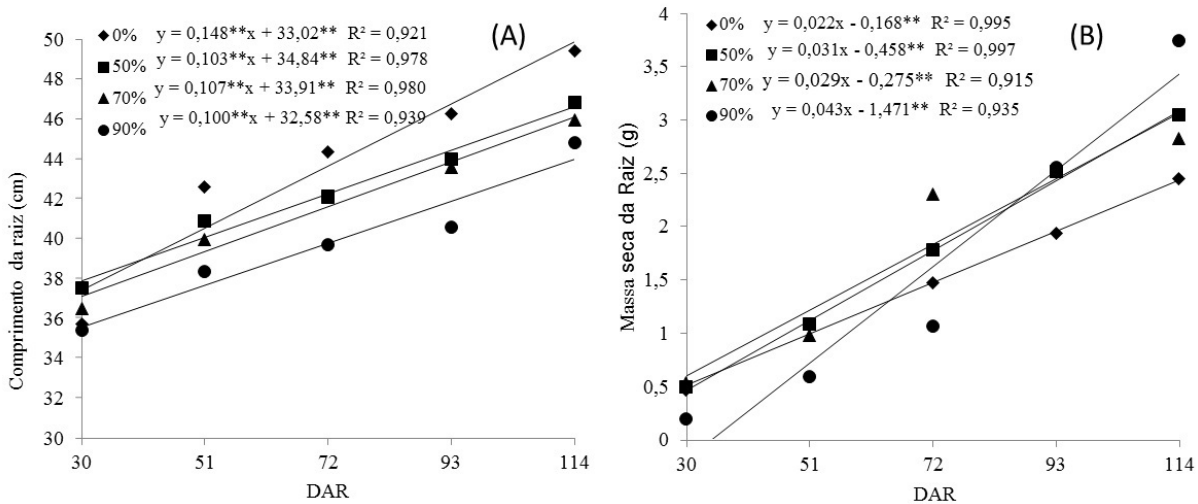 (A)
0% y = 0,148**x + 33,02** R² = 0,921
50% y = 0,103**x + 34,84** R² = 0,978
70% y = 0,107**x + 33,91** R² = 0,980
90% y = 0,100**x + 32,58** R² = 0,939
Comprimento da raiz (cm)
50
48
46
44
42
40
38
36
34
32
30
30 51 72 93 114
DAR
(B)
0% y = 0,022x - 0,168** R² = 0,995
50% y = 0,031x - 0,458** R² = 0,997
70% y = 0,029x - 0,275** R² = 0,915
90% y = 0,043x - 1,471** R² = 0,935
Massa seca da Raiz (g)
4
3,5
3
2,5
2
1,5
1
0,5
0
30 51 72 93 114
DAR